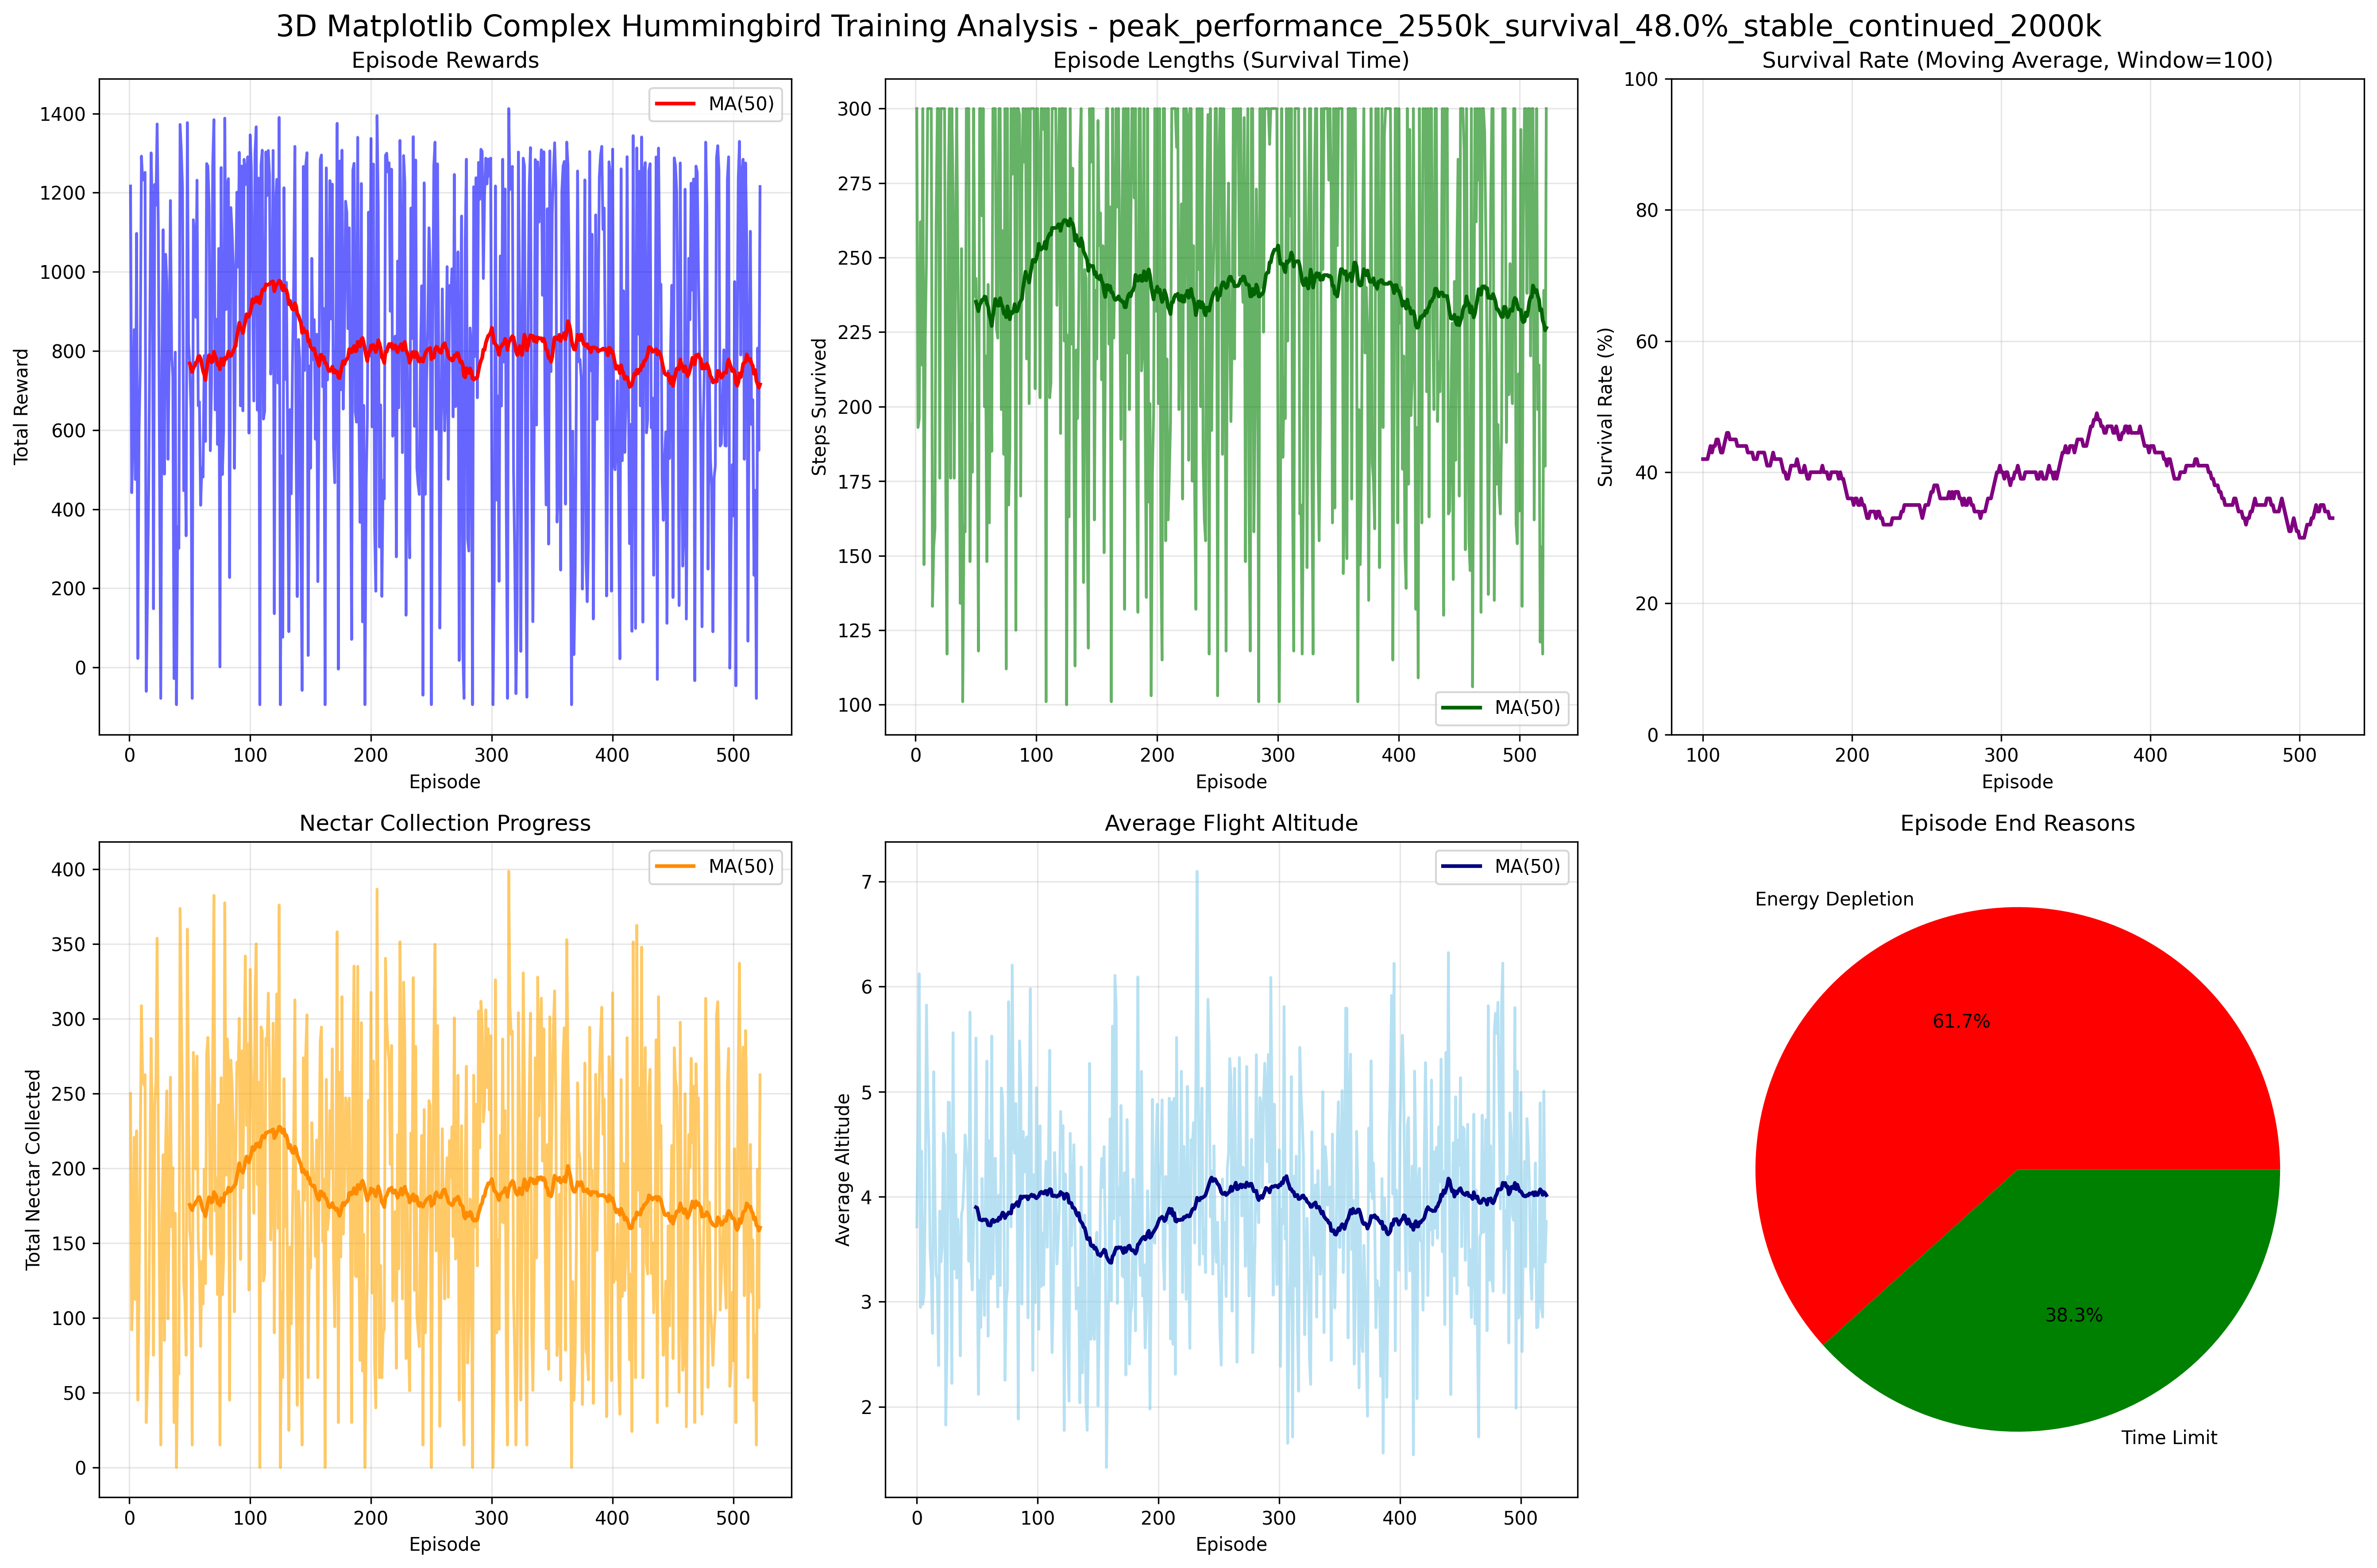 3D Matplotlib Complex Hummingbird Training Analysis - peak_performance_2550k_survival_48.0%_stable_continued_2000k
Episode Rewards
MA(50)
1400
1200
1000
800
600
400
200
0
Total Reward
0 100 200 300 400 500
Episode
Episode Lengths (Survival Time)
300
275
250
225
200
175
150
125
100
Steps Survived
MA(50)
0 100 200 300 400 500
Episode
Survival Rate (Moving Average, Window=100)
100
80
60
40
20
0
Survival Rate (%)
100 200 300 400 500
Episode
Nectar Collection Progress
MA(50)
400
350
300
250
200
150
100
50
0
Total Nectar Collected
0 100 200 300 400 500
Episode
Average Flight Altitude
MA(50)
7
6
5
4
3
2
Average Altitude
0 100 200 300 400 500
Episode
Episode End Reasons
Energy Depletion
61.7%
38.3%
Time Limit